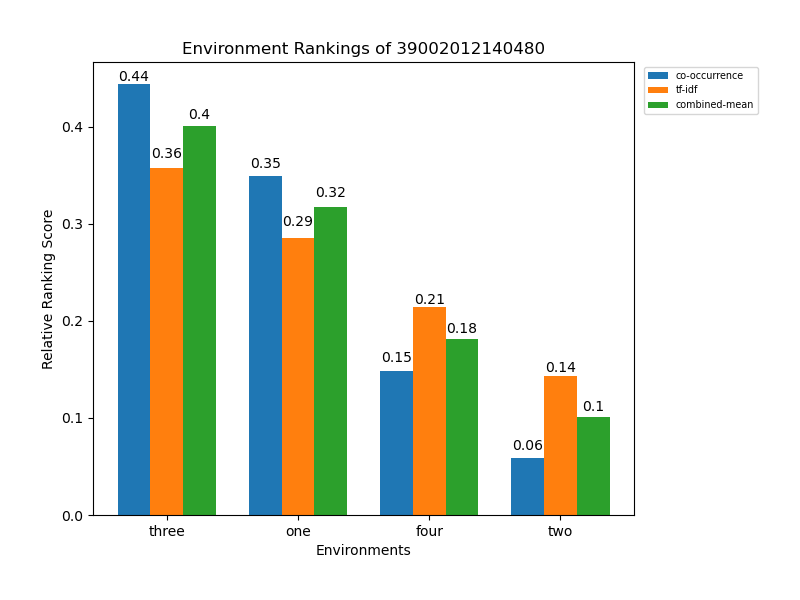 Environment Rankings of 39002012140480
co-occurrence
tf-idf
combined-mean
Relative Ranking Score
0.4
0.3
0.2
0.1
0.0
0.44
0.36
0.4
0.35
0.29
0.32
0.15
0.21
0.18
0.06
0.14
0.1
three one four two
Environments